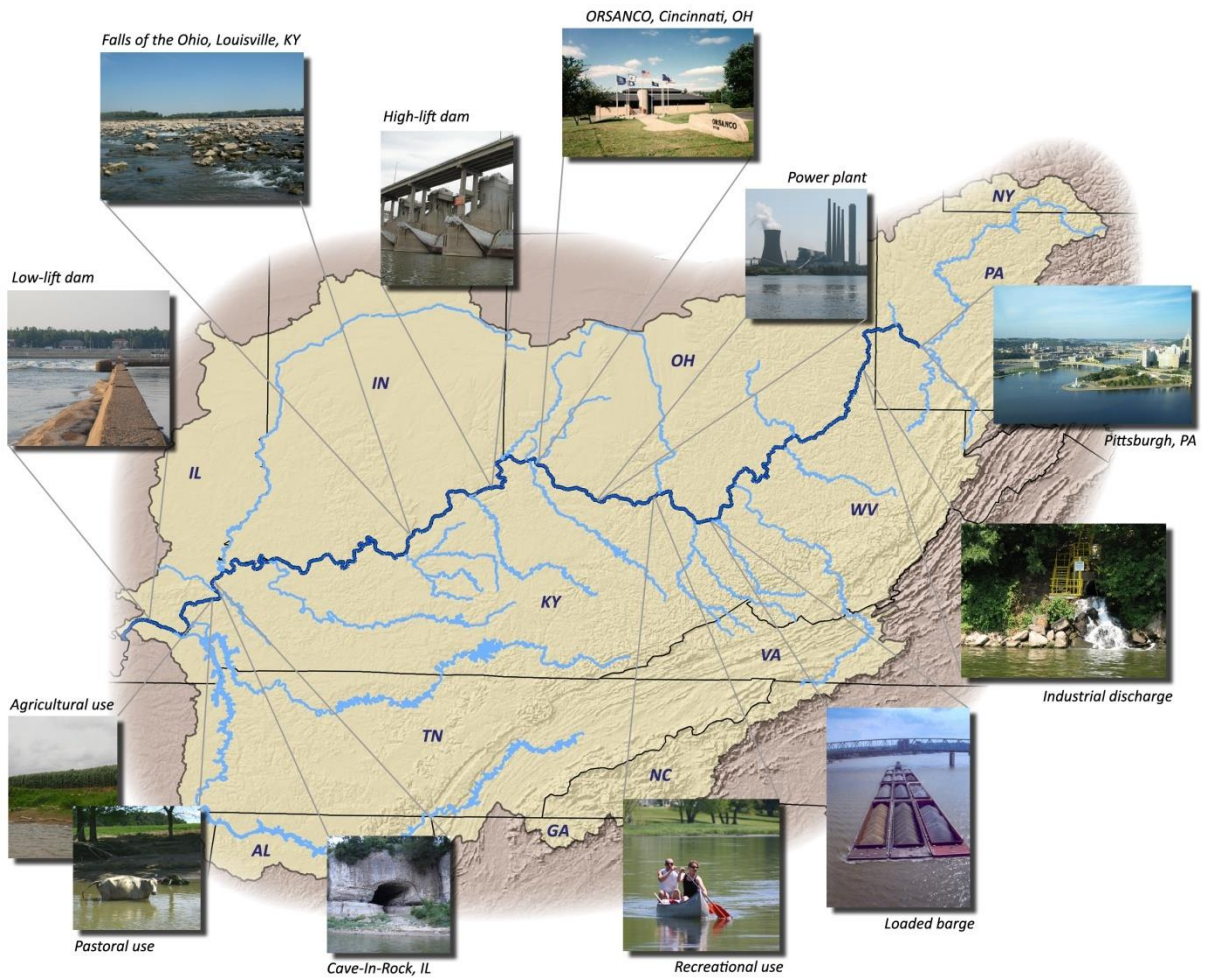 ORSANCO, Cincinnati, OH
Falls of the Ohio, Louisville, KY
High-lift dam
ORSANCO
Power plant
NY
Low-lift dam
PA
OH
IN
Pittsburgh, PA
IL
WV
KY
VA
Industrial discharge
Agricultural use
TN
NC
GA
AL
Loaded barge
Pastoral use
Cave-In-Rock, IL
Recreational use